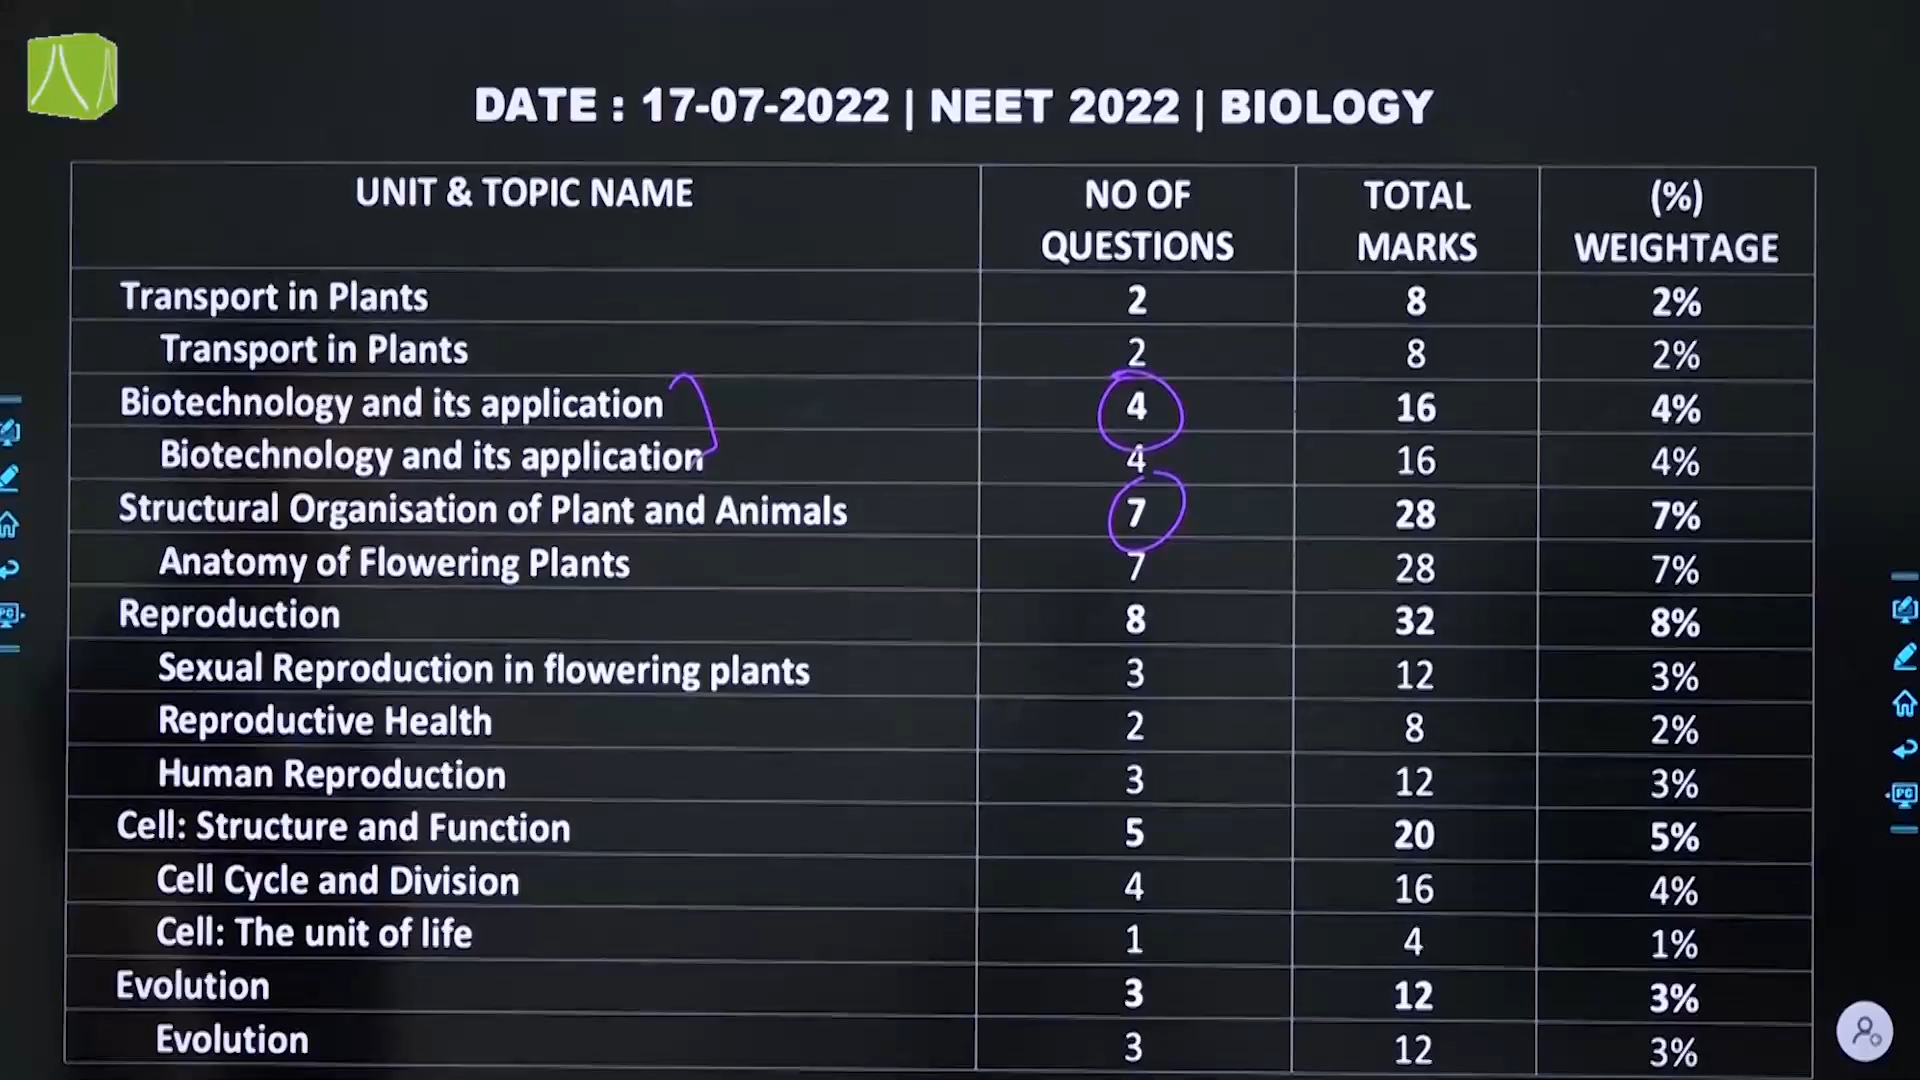 DATE : 17-07-2022 | NEET 2022 | BIOLOGY
UNIT & TOPIC NAME NO OF QUESTIONS TOTAL MARKS (%) WEIGHTAGE
Transport in Plants 2 8 2%
Transport in Plants 2 8 2%
Biotechnology and its application 4 16 4%
Biotechnology and its application 4 16 4%
Structural Organisation of Plant and Animals 7 28 7%
Anatomy of Flowering Plants 7 28 7%
Reproduction 8 32 8%
Sexual Reproduction in flowering plants 3 12 3%
Reproductive Health 2 8 2%
Human Reproduction 3 12 3%
Cell: Structure and Function 5 20 5%
Cell Cycle and Division 4 16 4%
Cell: The unit of life 1 4 1%
Evolution 3 12 3%
Evolution 3 12 3%
PC
PC